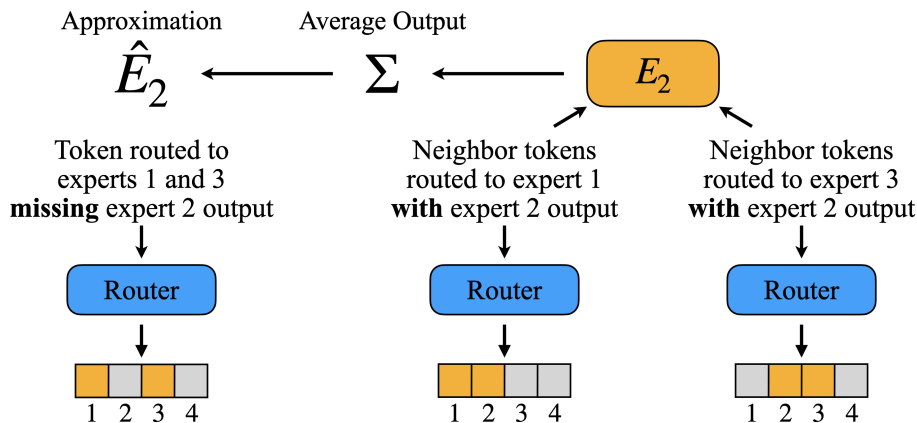 Approximation
Average Output
Ê₂
Σ
E₂
Token routed to
experts 1 and 3
missing expert 2 output
Neighbor tokens
routed to expert 1
with expert 2 output
Neighbor tokens
routed to expert 3
with expert 2 output
Router
Router
Router
1 2 3 4
1 2 3 4
1 2 3 4